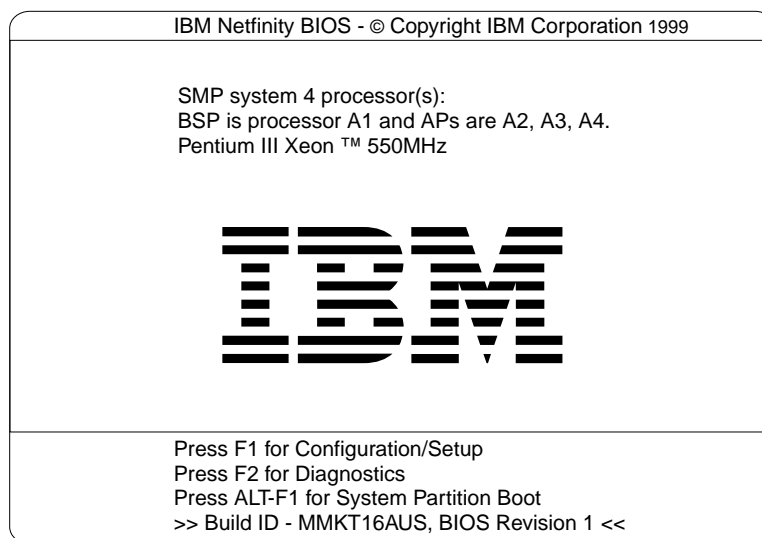 IBM Netfinity BIOS - © Copyright IBM Corporation 1999
SMP system 4 processor(s):
BSP is processor A1 and APs are A2, A3, A4.
Pentium III Xeon ™ 550MHz
IBM
Press F1 for Configuration/Setup
Press F2 for Diagnostics
Press ALT-F1 for System Partition Boot
>> Build ID - MMKT16AUS, BIOS Revision 1 <<